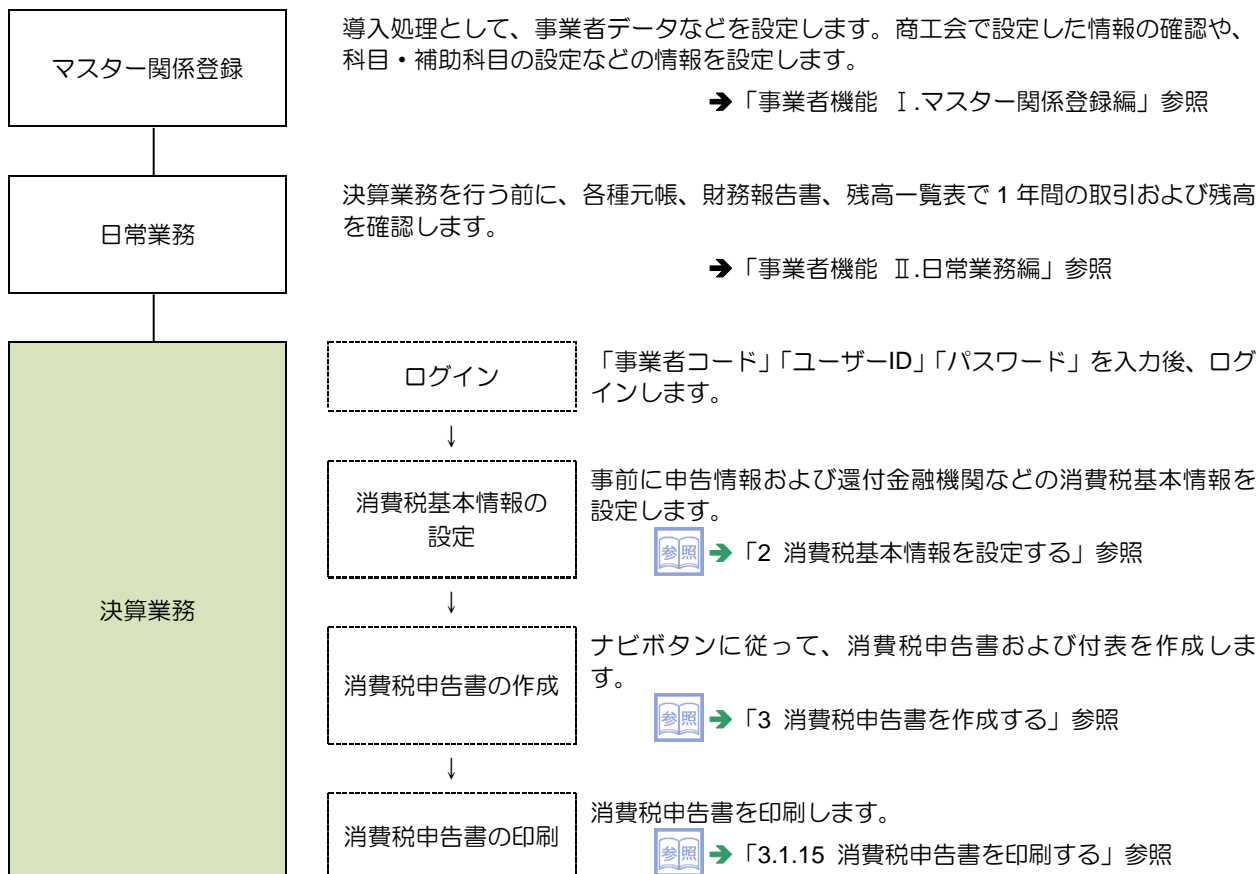 マスター関係登録
導入処理として、事業者データなどを設定します。商工会で設定した情報の確認や、
科目・補助科目の設定などの情報を設定します。
➔「事業者機能 Ⅰ.マスター関係登録編」参照
日常業務
決算業務を行う前に、各種元帳、財務報告書、残高一覧表で1年間の取引および残高
を確認します。
➔「事業者機能 Ⅱ.日常業務編」参照
決算業務
ログイン
「事業者コード」「ユーザーID」「パスワード」を入力後、ログ
インします。
↓
消費税基本情報の
設定
事前に申告情報および還付金融機関などの消費税基本情報を
設定します。
参照 ➔「2 消費税基本情報を設定する」参照
↓
消費税申告書の作成
ナビボタンに従って、消費税申告書および付表を作成しま
す。
参照 ➔「3 消費税申告書を作成する」参照
↓
消費税申告書の印刷
消費税申告書を印刷します。
参照 ➔「3.1.15 消費税申告書を印刷する」参照